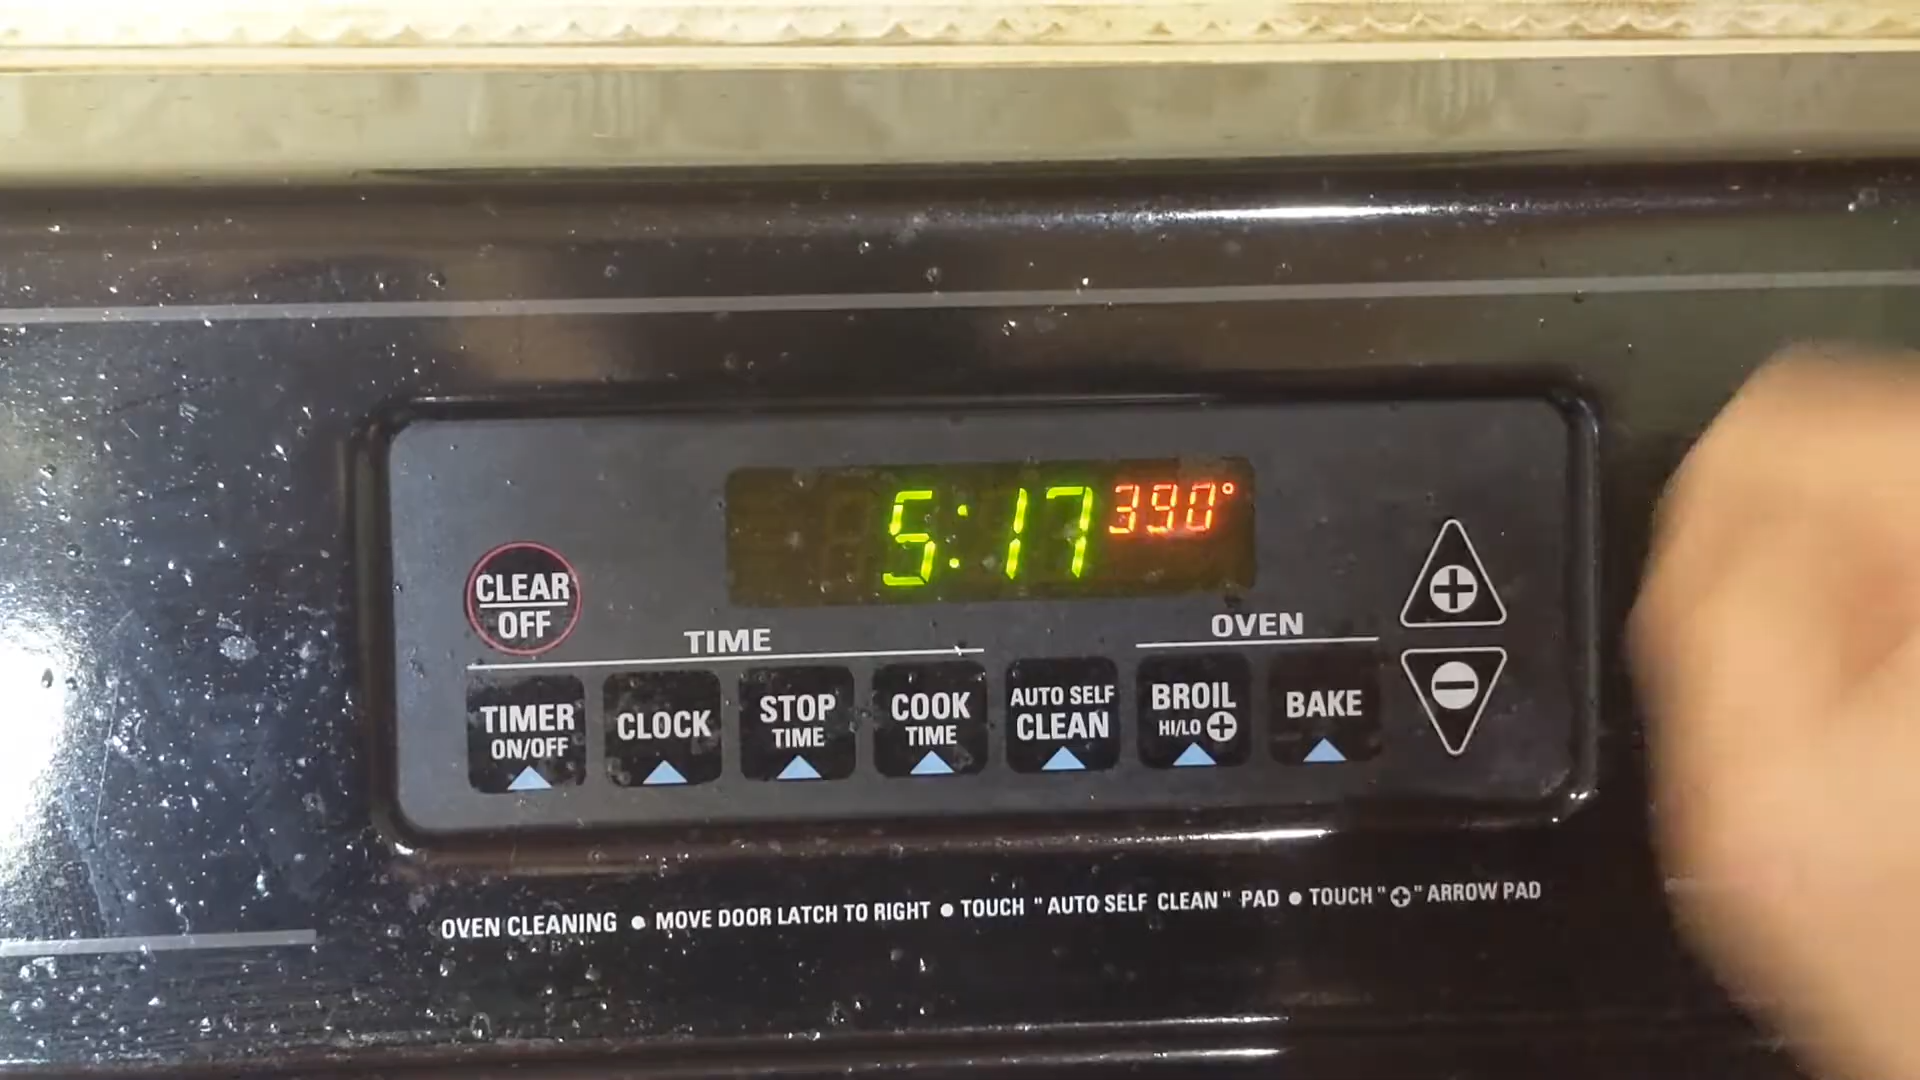 5:17 390°
CLEAR
OFF
TIME
OVEN
TIMER
ON/OFF
CLOCK
STOP
TIME
COOK
TIME
AUTO SELF
CLEAN
BROIL
HI/LO
BAKE
OVEN CLEANING ● MOVE DOOR LATCH TO RIGHT ● TOUCH "AUTO SELF CLEAN" PAD ● TOUCH "+" ARROW PAD